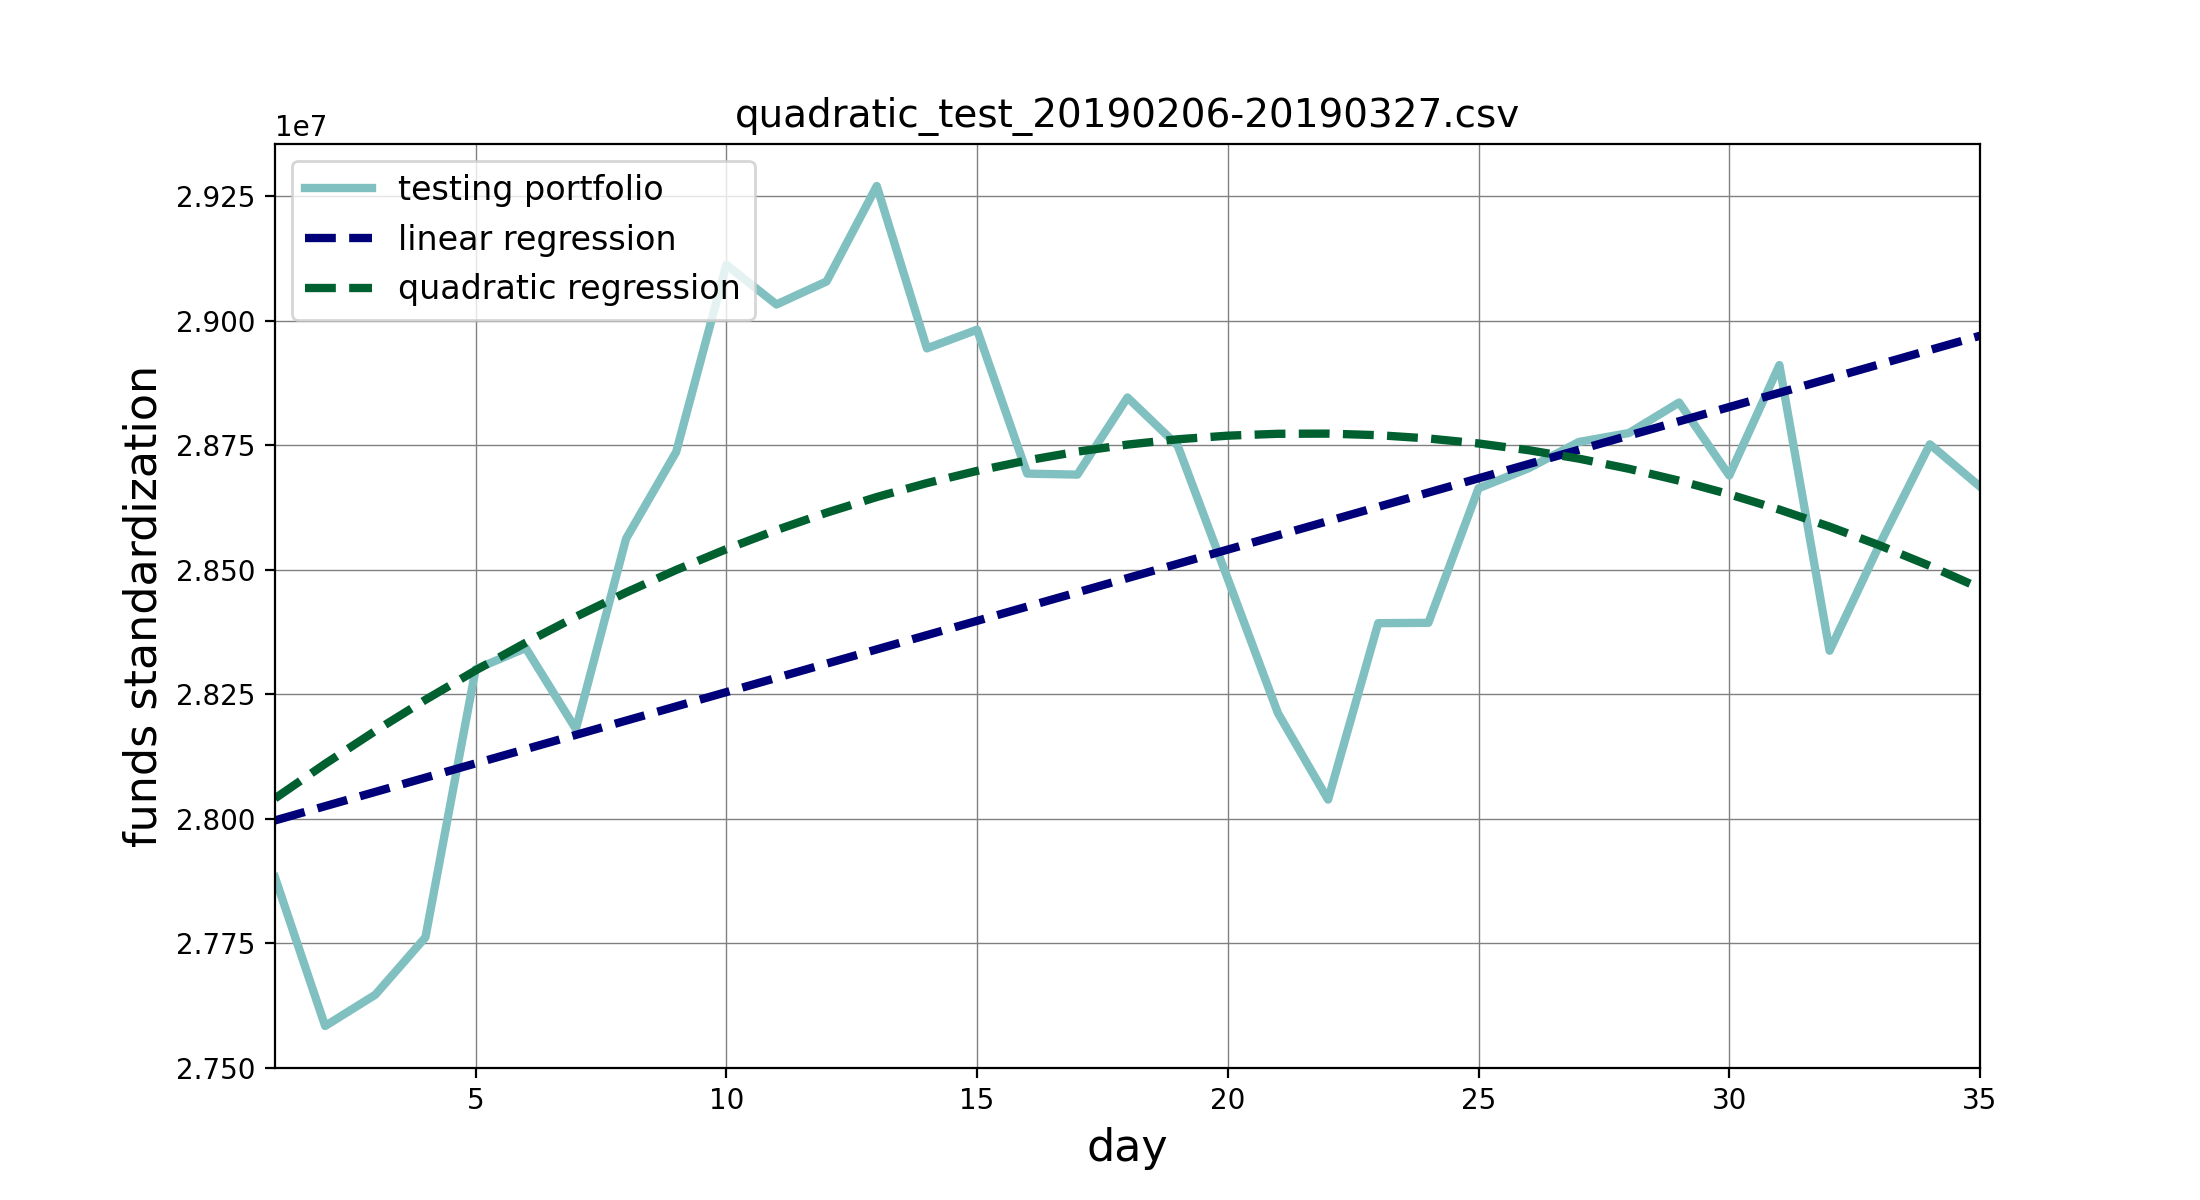 quadratic_test_20190206-20190327.csv
1e7
testing portfolio
linear regression
quadratic regression
2.925
2.900
2.875
2.850
2.825
2.800
2.775
2.750
funds standardization
5 10 15 20 25 30 35
day